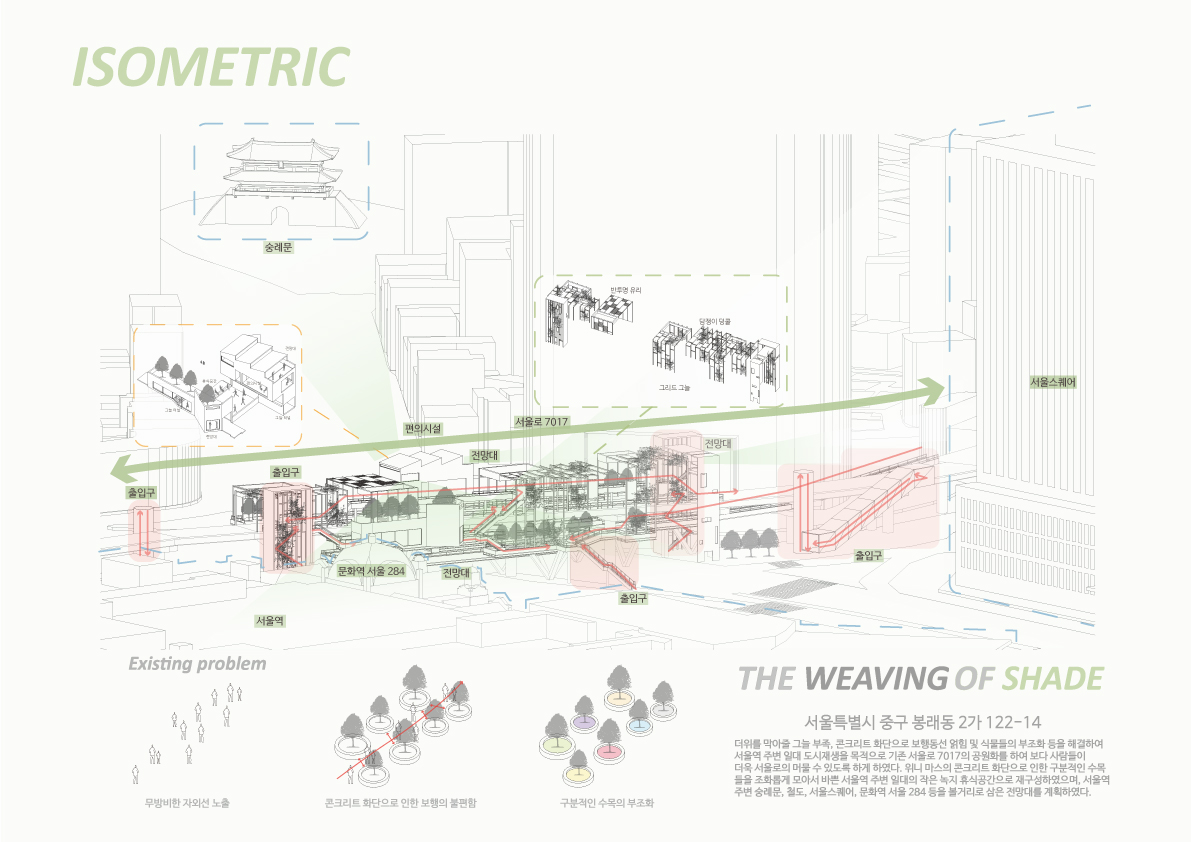 ISOMETRIC
숭례문
반투명 유리
담쟁이 덩쿨
그리드 그늘
전망대
서울스퀘어
서울로 7017
편의시설
전망대
전망대
출입구
출입구
출입구
문화역 서울 284
전망대
출입구
서울역
Existing problem
무방비한 자외선 노출
콘크리트 화단으로 인한 보행의 불편함
구분적인 수목의 부조화
THE WEAVING OF SHADE
서울특별시 중구 봉래동 2가 122-14
더위를 막아줄 그늘 부족, 콘크리트 화단으로 보행동선 얽힘 및 식물들의 부조화 등을 해결하여
서울역 주변 일대 도시재생을 목적으로 기존 서울로 7017의 공원화를 하여 보다 사람들이
더욱 서울로의 머물 수 있도록 하게 하였다. 위니 마스의 콘크리트 화단으로 인한 구분적인 수목
들을 조화롭게 모아서 바쁜 서울역 주변 일대의 작은 녹지 휴식공간으로 재구성하였으며, 서울역
주변 숭례문, 철도, 서울스퀘어, 문화역 서울 284 등을 볼거리로 삼은 전망대를 계획하였다.